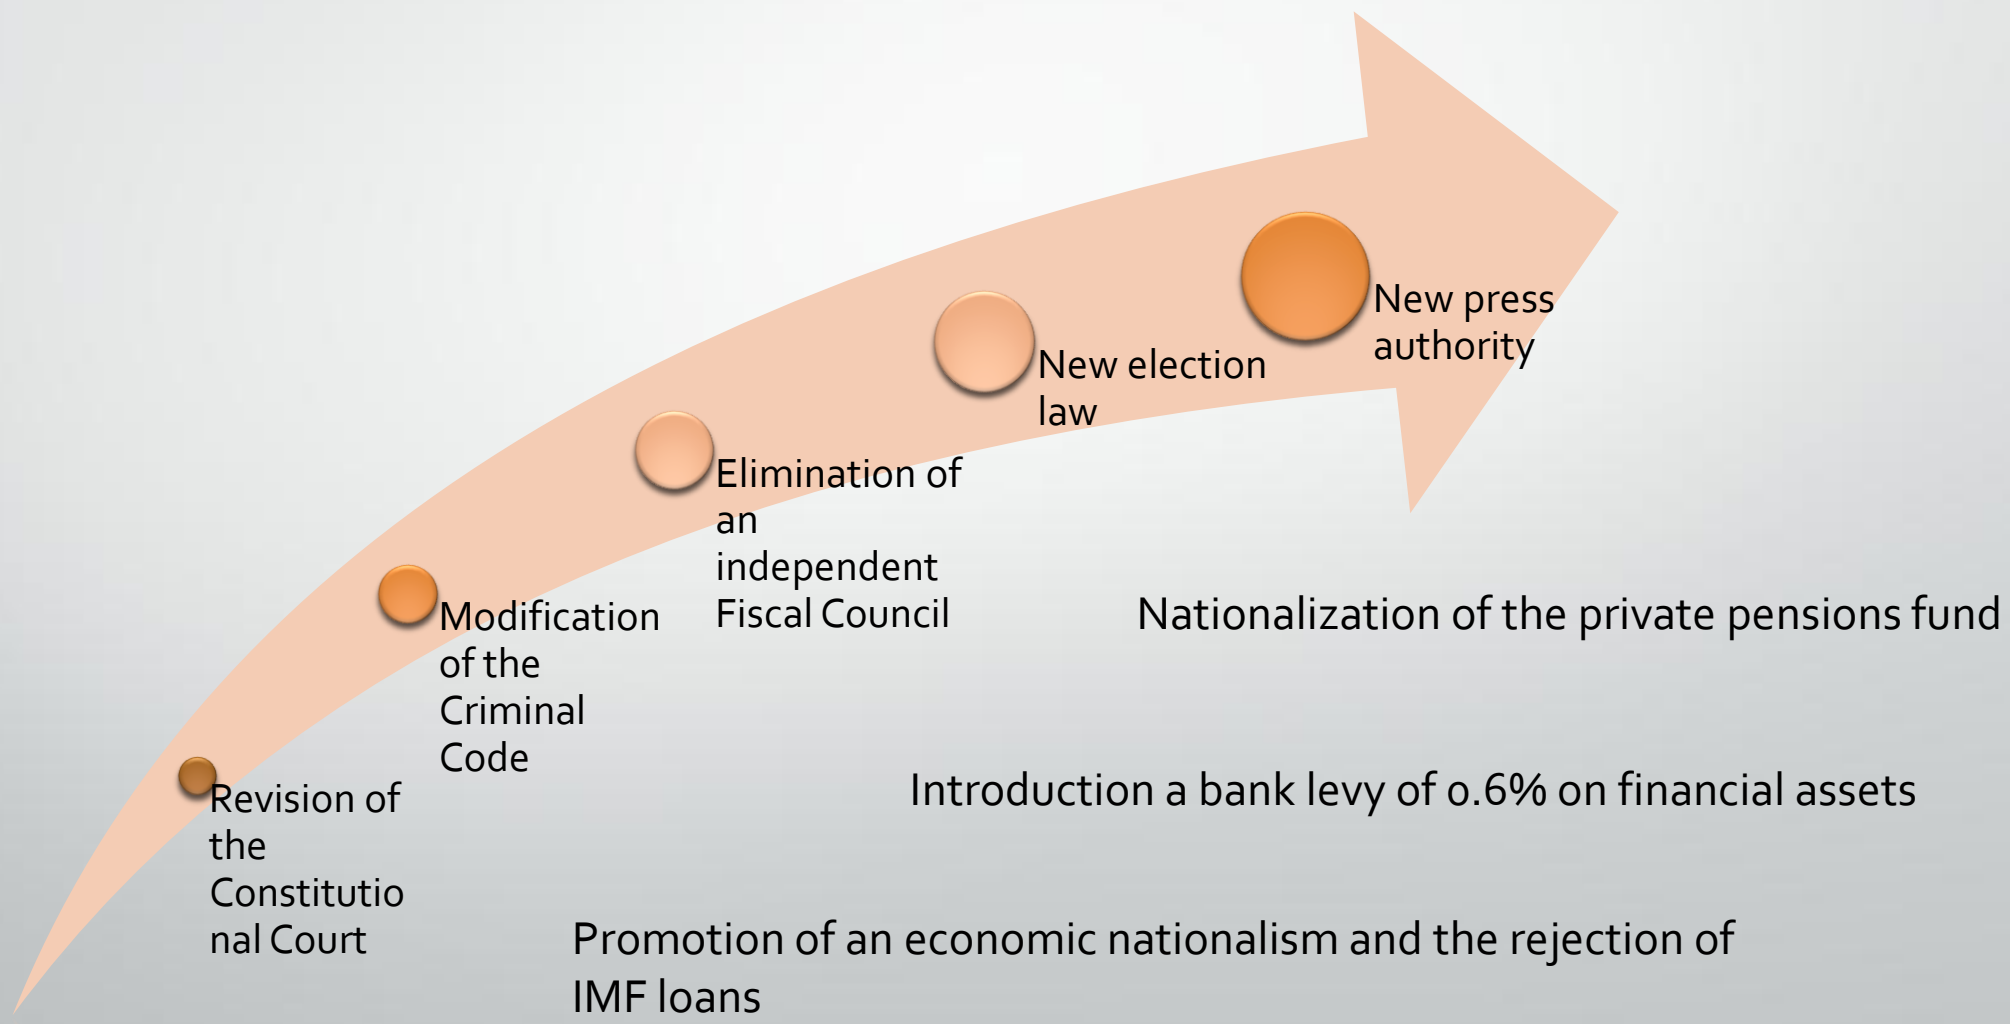 New press
authority
New election
law
Elimination of
an
independent
Fiscal Council
Modification
of the
Criminal
Code
Revision of
the
Constitutio
nal Court
Nationalization of the private pensions fund
Introduction a bank levy of 0.6% on financial assets
Promotion of an economic nationalism and the rejection of
IMF loans